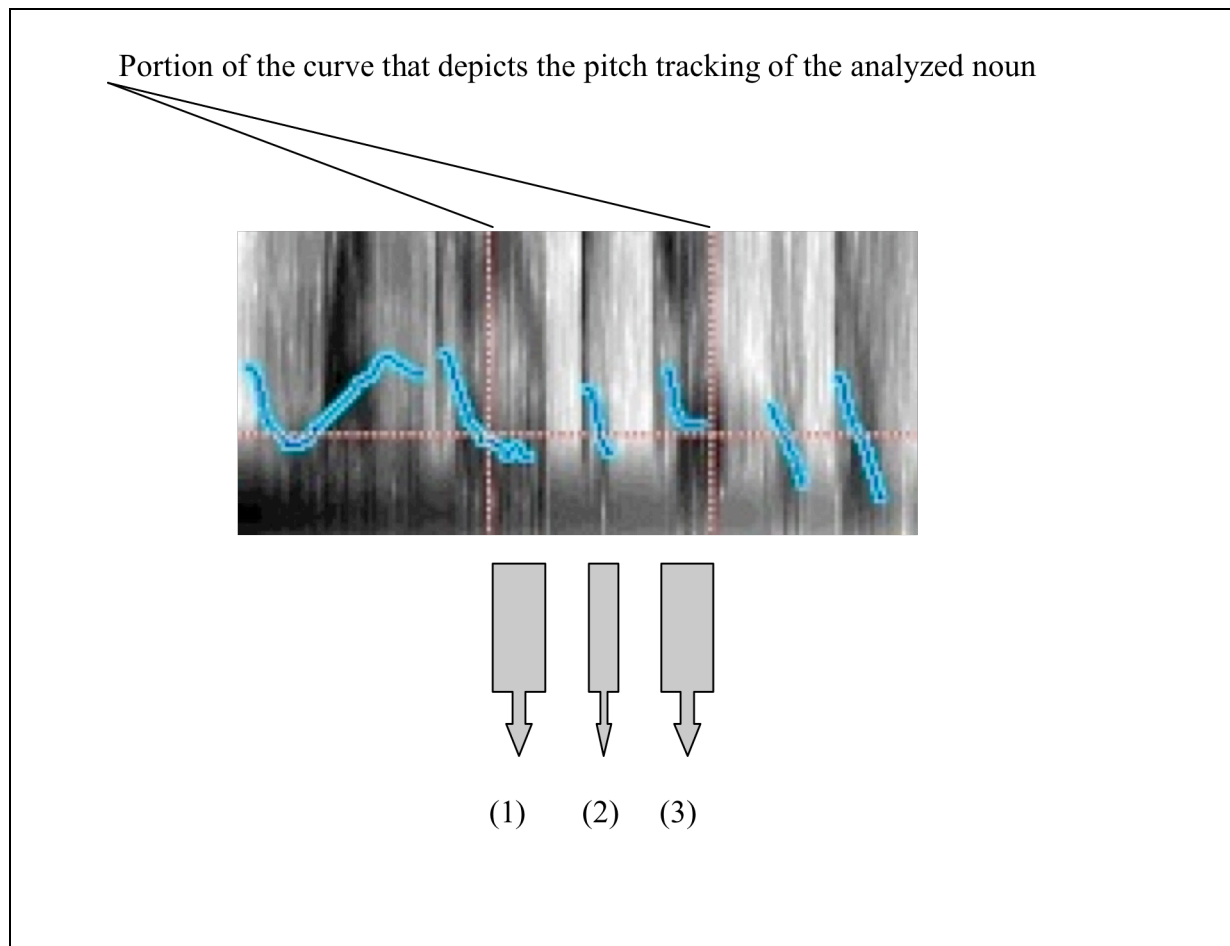 Portion of the curve that depicts the pitch tracking of the analyzed noun
(1) (2) (3)